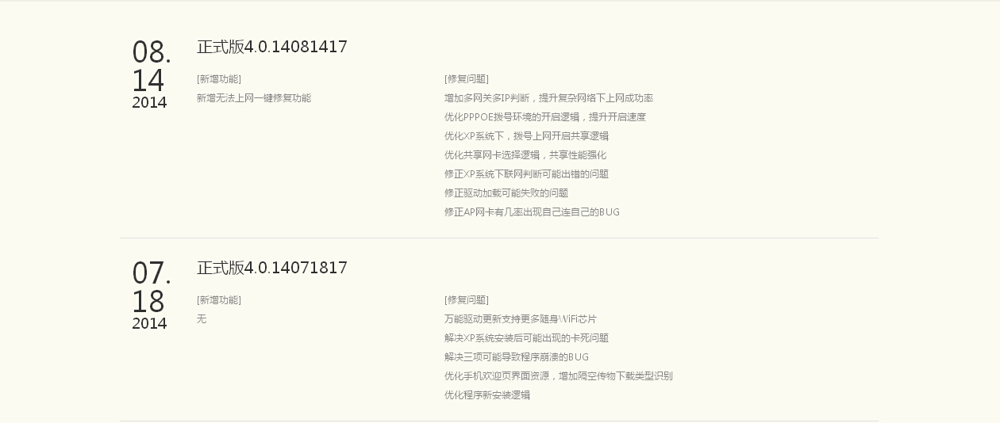 08.
14
2014
正式版4.0.14081417
[新增功能]
新增无法上网一键修复功能
[修复问题]
增加多网关多IP判断，提升复杂网络下上网成功率
优化PPPOE拨号环境的开启逻辑，提升开启速度
优化XP系统下，拨号上网开启共享逻辑
优化共享网卡选择逻辑，共享性能强化
修正XP系统下联网判断可能出错的问题
修正驱动加载可能失败的问题
修正AP网卡有几率出现自己连自己的BUG
07.
18
2014
正式版4.0.14071817
[新增功能]
无
[修复问题]
万能驱动更新支持更多随身WiFi芯片
解决XP系统安装后可能出现的卡死问题
解决三项可能导致程序崩溃的BUG
优化手机欢迎页界面资源，增加隔空传物下载类型识别
优化程序新安装逻辑